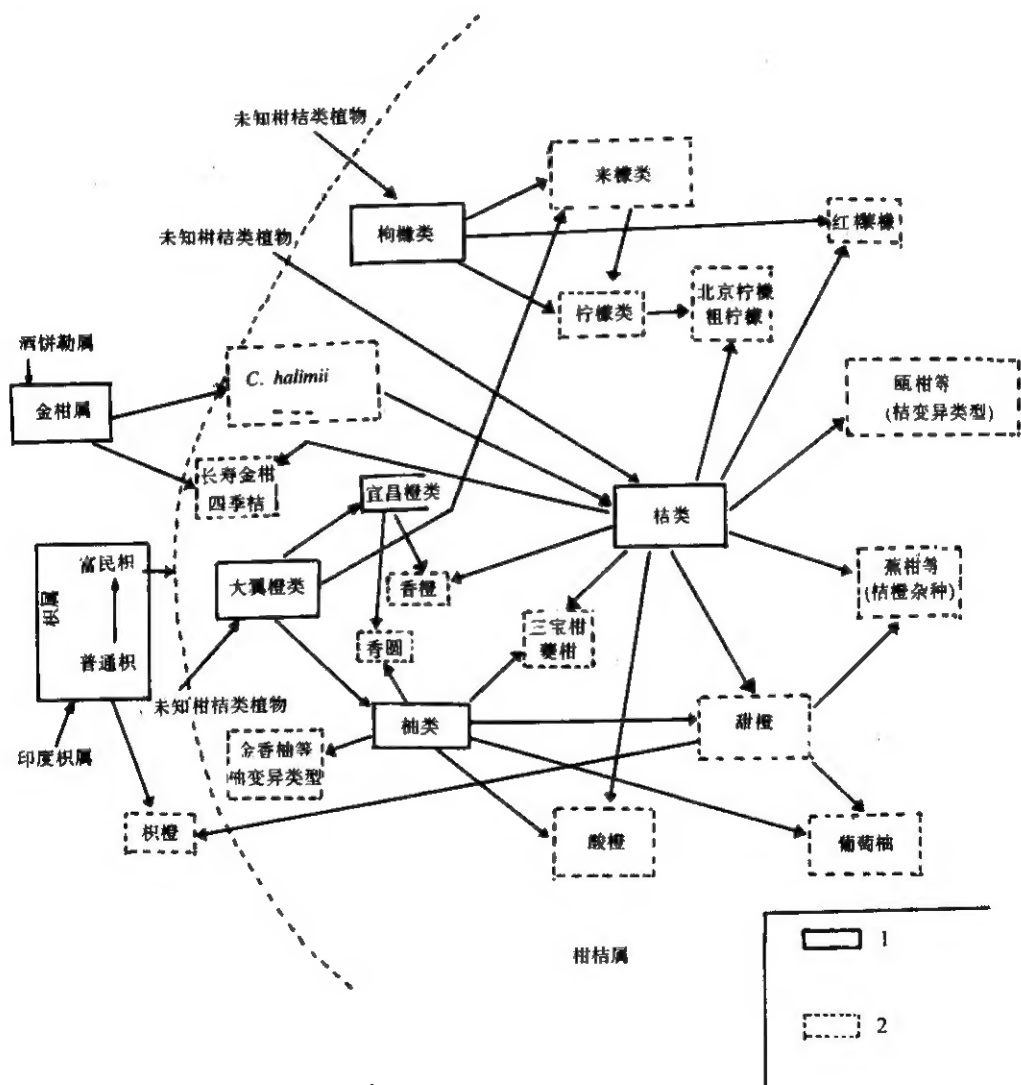 未知柑桔类植物
来檬类
枸橼类
红橡檬
未知柑桔类植物
柠檬类
北京柠檬
粗柠檬
酒饼勒属
金柑属
C. halimii
瓯柑等
(桔变异类型)
长寿金柑
四季桔
宜昌橙类
桔类
富民枳
枳属
大翼橙类
香橙
蕉柑等
(桔橙杂种)
普通枳
香圆
三宝柑
夔柑
未知柑桔类植物
柚类
甜橙
印度枳属
金香柚等
柚变异类型
枳橙
酸橙
葡萄柚
柑桔属
1
2